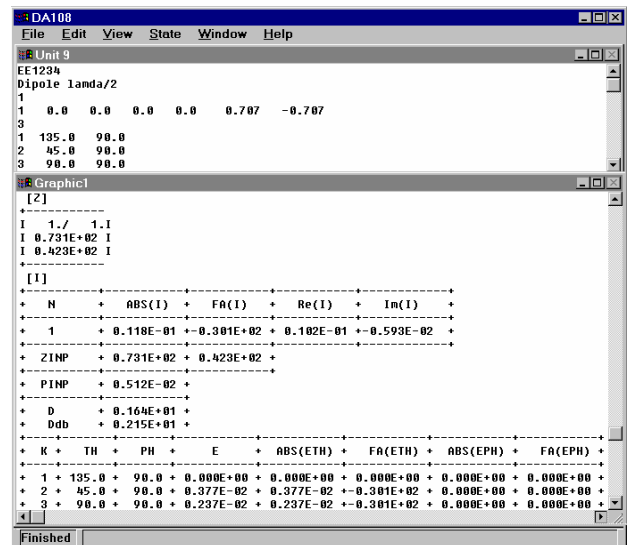 DA108
File Edit View State Window Help
Unit 9
EE1234
Dipole lamda/2
1
1 0.0 0.0 0.0 0.0 0.707 -0.707
3
1 135.0 90.0
2 45.0 90.0
3 90.0 90.0
Graphic1
[Z]
+-----------
I 1./ 1.I
I 0.731E+02 I
I 0.423E+02 I
+-----------
[I]
+---------+-----------+-----------+-----------+------------+
+ N + ABS(I) + FA(I) + Re(I) + Im(I) +
+---------+-----------+-----------+-----------+------------+
+ 1 + 0.118E-01 +-0.301E+02 + 0.102E-01 +-0.593E-02 +
+---------+-----------+-----------+-----------+------------+
+ ZINP + 0.731E+02 + 0.423E+02 +
+---------+-----------+-----------+
+ PINP + 0.512E-02 +
+---------+-----------+
+ D + 0.164E+01 +
+ Ddb + 0.215E+01 +
+----+-------+-------+-----------+-----------+-----------+-----------+-----------+
+ K + TH + PH + E + ABS(ETH) + FA(ETH) + ABS(EPH) + FA(EPH) +
+----+-------+-------+-----------+-----------+-----------+-----------+-----------+
+ 1 + 135.0 + 90.0 + 0.000E+00 + 0.000E+00 + 0.000E+00 + 0.000E+00 + 0.000E+00 +
+ 2 + 45.0 + 90.0 + 0.377E-02 + 0.377E-02 +-0.301E+02 + 0.000E+00 + 0.000E+00 +
+ 3 + 90.0 + 90.0 + 0.237E-02 + 0.237E-02 +-0.301E+02 + 0.000E+00 + 0.000E+00 +
Finished